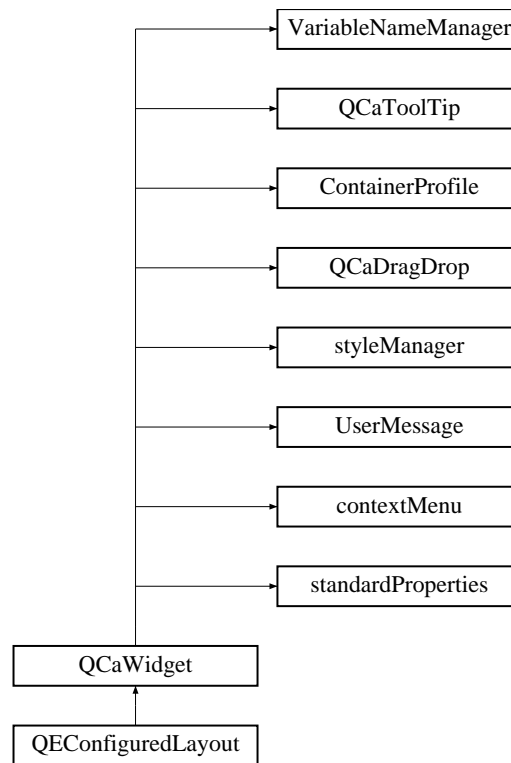 VariableNameManager
QCaToolTip
ContainerProfile
QCaDragDrop
styleManager
UserMessage
contextMenu
standardProperties
QCaWidget
QEConfiguredLayout